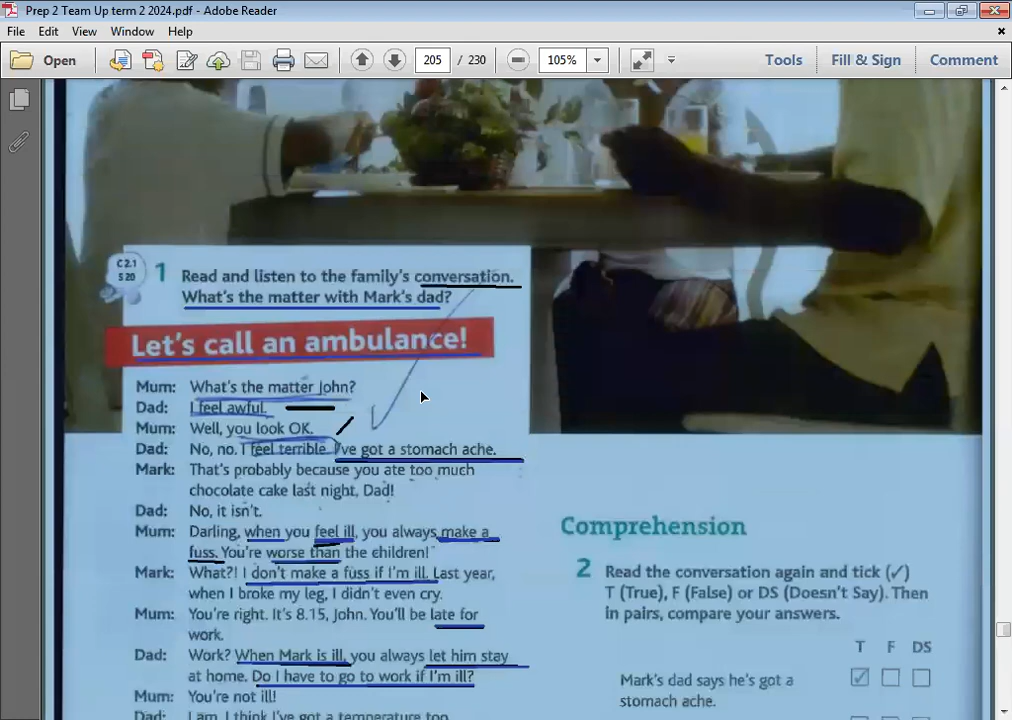 Prep 2 Team Up term 2 2024.pdf - Adobe Reader
File Edit View Window Help
Open 205 / 230 105% Tools Fill & Sign Comment
C2.1
S20
1 Read and listen to the family's conversation.
What's the matter with Mark's dad?
Let's call an ambulance!
Mum: What's the matter John?
Dad: I feel awful.
Mum: Well, you look OK.
Dad: No, no. I feel terrible. I've got a stomach ache.
Mark: That's probably because you ate too much
chocolate cake last night, Dad!
Dad: No, it isn't.
Mum: Darling, when you feel ill, you always make a
fuss. You're worse than the children!
Mark: What?! I don't make a fuss if I'm ill. Last year,
when I broke my leg, I didn't even cry.
Mum: You're right. It's 8.15, John. You'll be late for
work.
Dad: Work? When Mark is ill, you always let him stay
at home. Do I have to go to work if I'm ill?
Mum: You're not ill!
Dad: I am. I think I've got a temperature too.
Comprehension
2 Read the conversation again and tick (✓)
T (True), F (False) or DS (Doesn't Say). Then
in pairs, compare your answers.
T F DS
Mark's dad says he's got a
stomach ache.